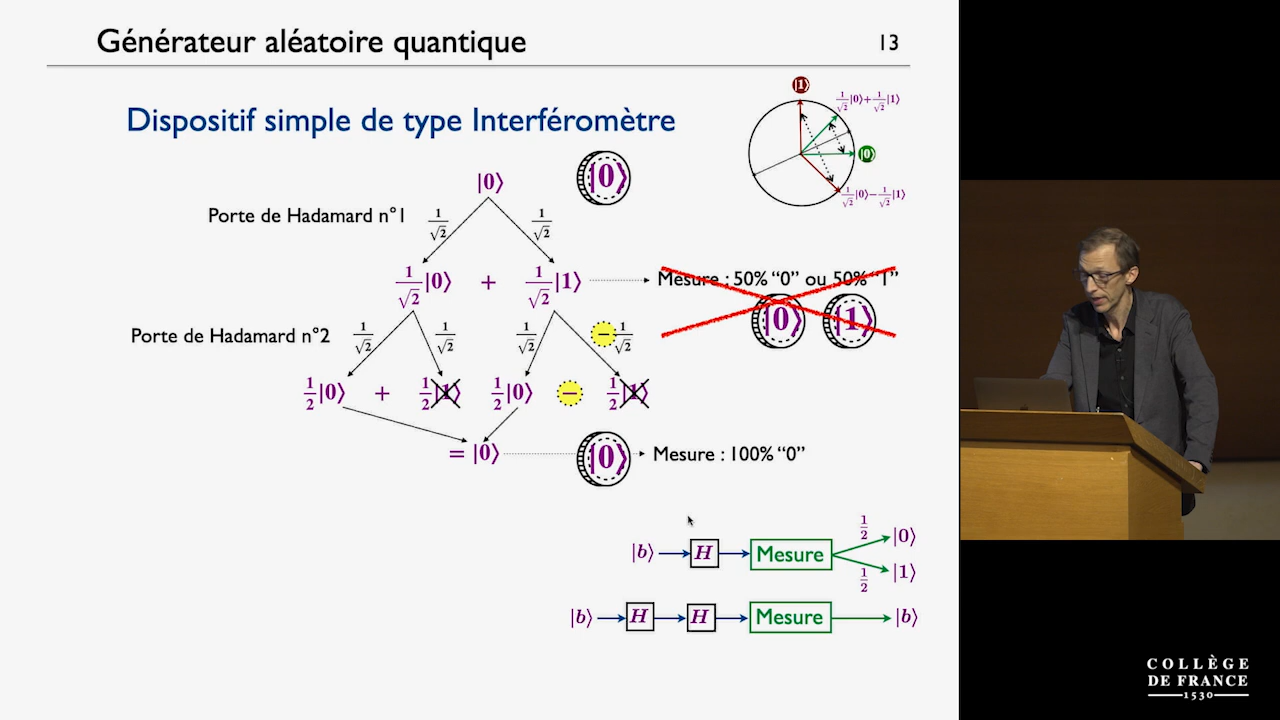 Générateur aléatoire quantique
13
Dispositif simple de type Interféromètre
|1⟩
1/√2|0⟩+1/√2|1⟩
|0⟩
1/√2|0⟩−1/√2|1⟩
|0⟩
|0⟩
Porte de Hadamard n°1
1/√2
1/√2
1/√2|0⟩ + 1/√2|1⟩
Mesure : 50% “0” ou 50% “1”
|0⟩
|1⟩
Porte de Hadamard n°2
1/√2
1/√2
1/√2
−1/√2
1/2|0⟩ + 1/2|1⟩ 1/2|0⟩ − 1/2|1⟩
= |0⟩
|0⟩
Mesure : 100% “0”
|b⟩ H Mesure
1/2 |0⟩
1/2 |1⟩
|b⟩ H H Mesure |b⟩
COLLÈGE
DE FRANCE
1530